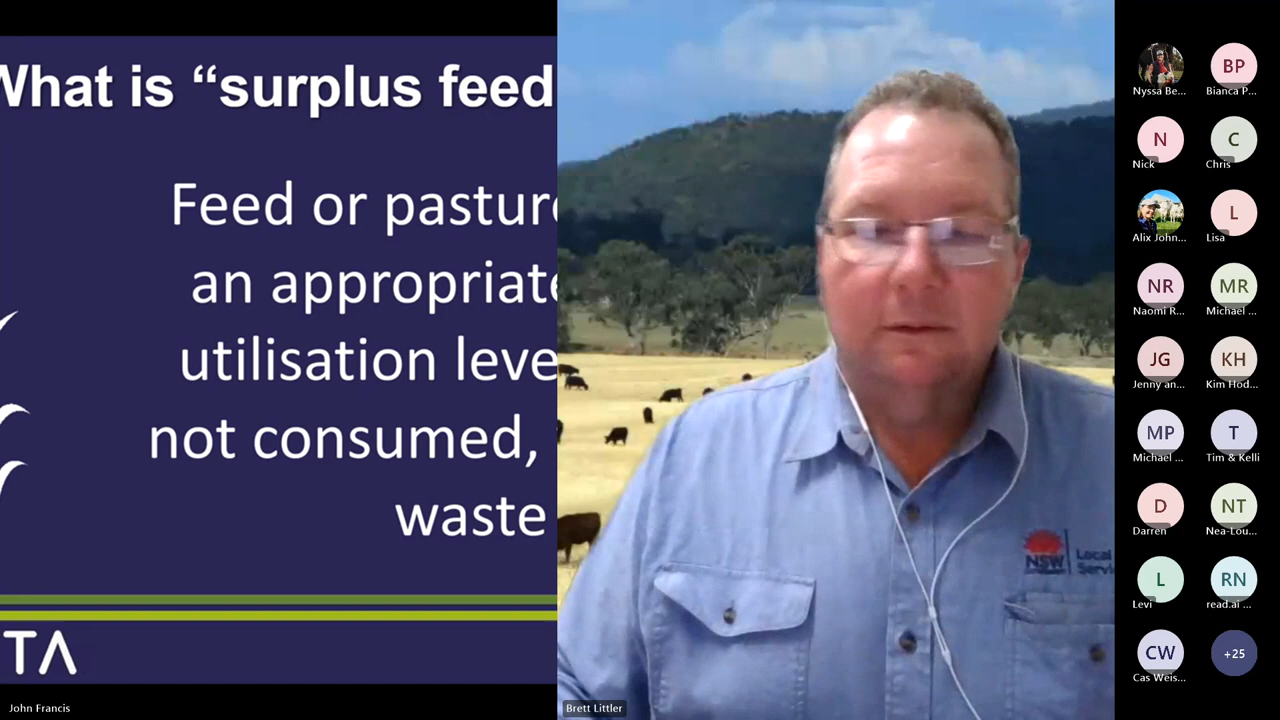 What is “surplus feed
Feed or pasture
an appropriate
utilisation leve
not consumed,
waste
TA
John Francis
NSW
Local
Servi
Brett Littler
Nyssa Be...
BP
Bianca P...
N
Nick
C
Chris
Alix John...
L
Lisa
NR
Naomi R...
MR
Michael ...
JG
Jenny an...
KH
Kim Hod...
MP
Michael ...
T
Tim & Kelli
D
Darren
NT
Nea-Lou...
L
Levi
RN
read.ai ...
CW
Cas Weis...
+25